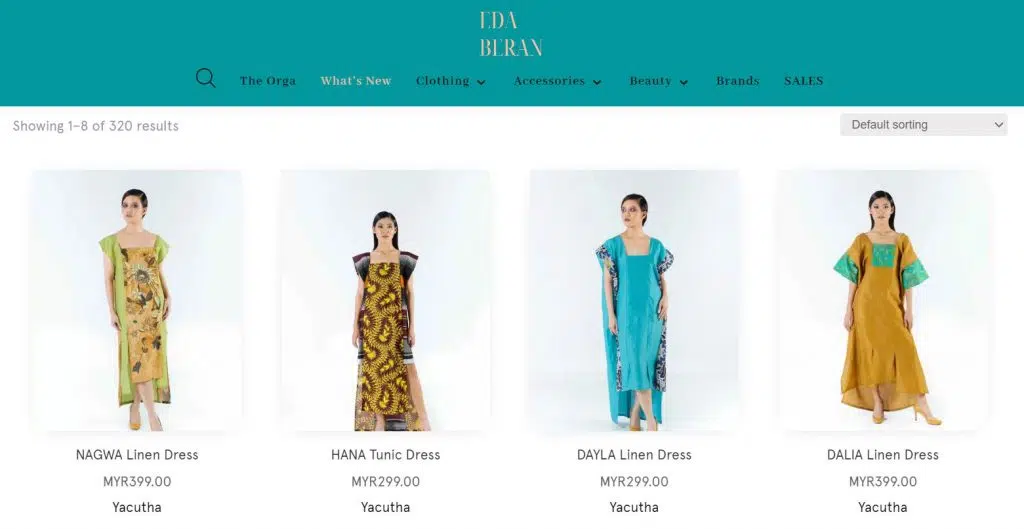 EDA
BERAN
The Orga
What's New
Clothing
Accessories
Beauty
Brands
SALES
Showing 1–8 of 320 results
Default sorting
NAGWA Linen Dress
HANA Tunic Dress
DAYLA Linen Dress
DALIA Linen Dress
MYR399.00
MYR299.00
MYR299.00
MYR399.00
Yacutha
Yacutha
Yacutha
Yacutha